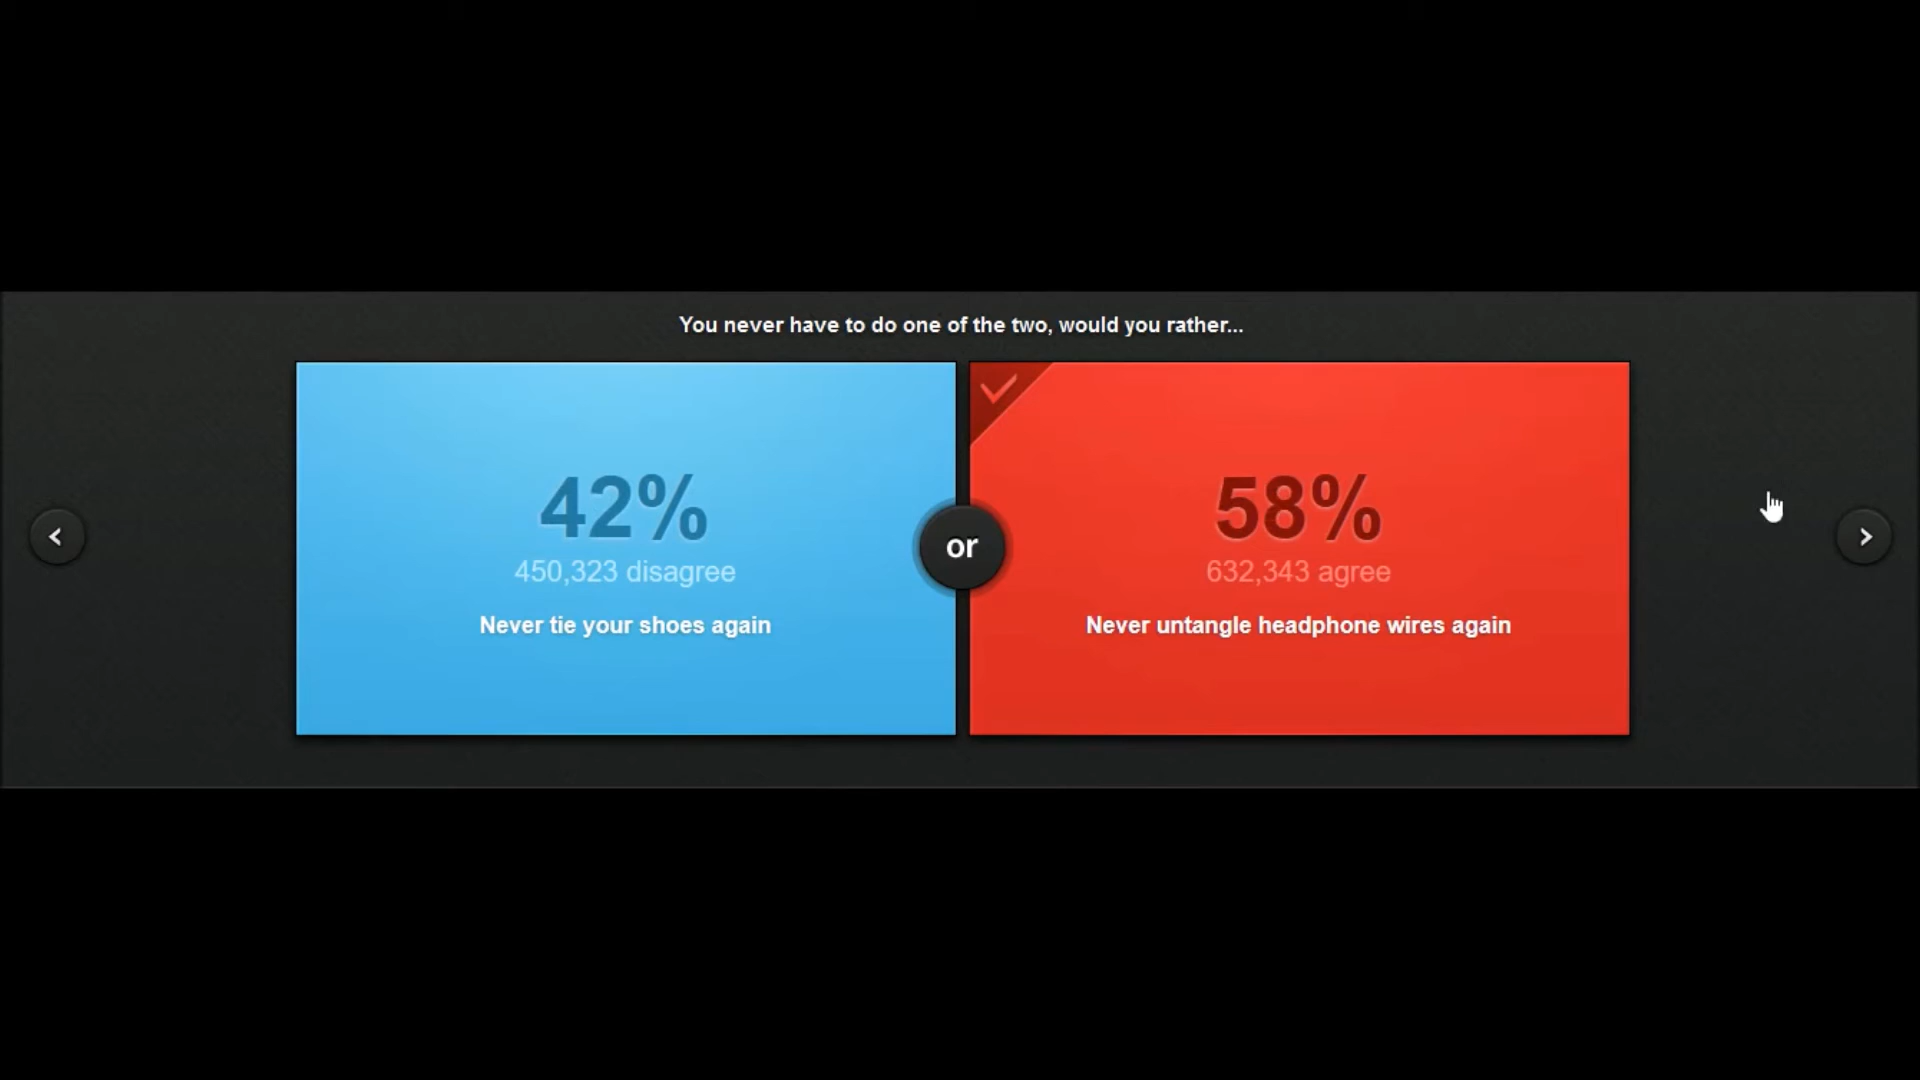 You never have to do one of the two, would you rather...
42%
450,323 disagree
Never tie your shoes again
or
58%
632,343 agree
Never untangle headphone wires again